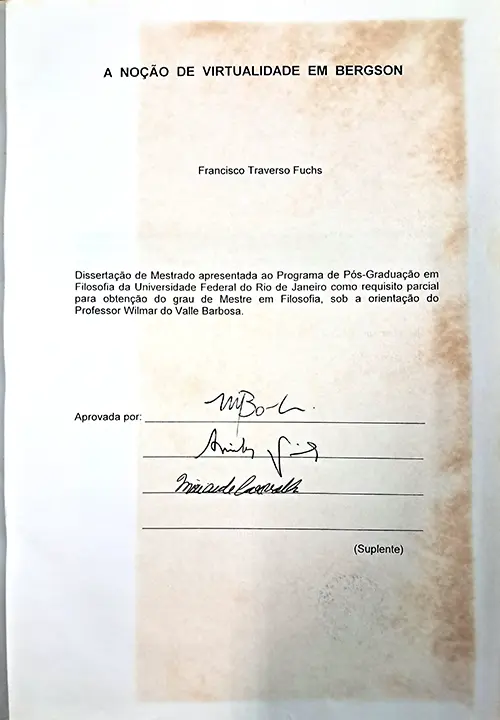 A NOÇÃO DE VIRTUALIDADE EM BERGSON
Francisco Traverso Fuchs
Dissertação de Mestrado apresentada ao Programa de Pós-Graduação em
Filosofia da Universidade Federal do Rio de Janeiro como requisito parcial
para obtenção do grau de Mestre em Filosofia, sob a orientação do
Professor Wilmar do Valle Barbosa.
Aprovada por:
(Suplente)